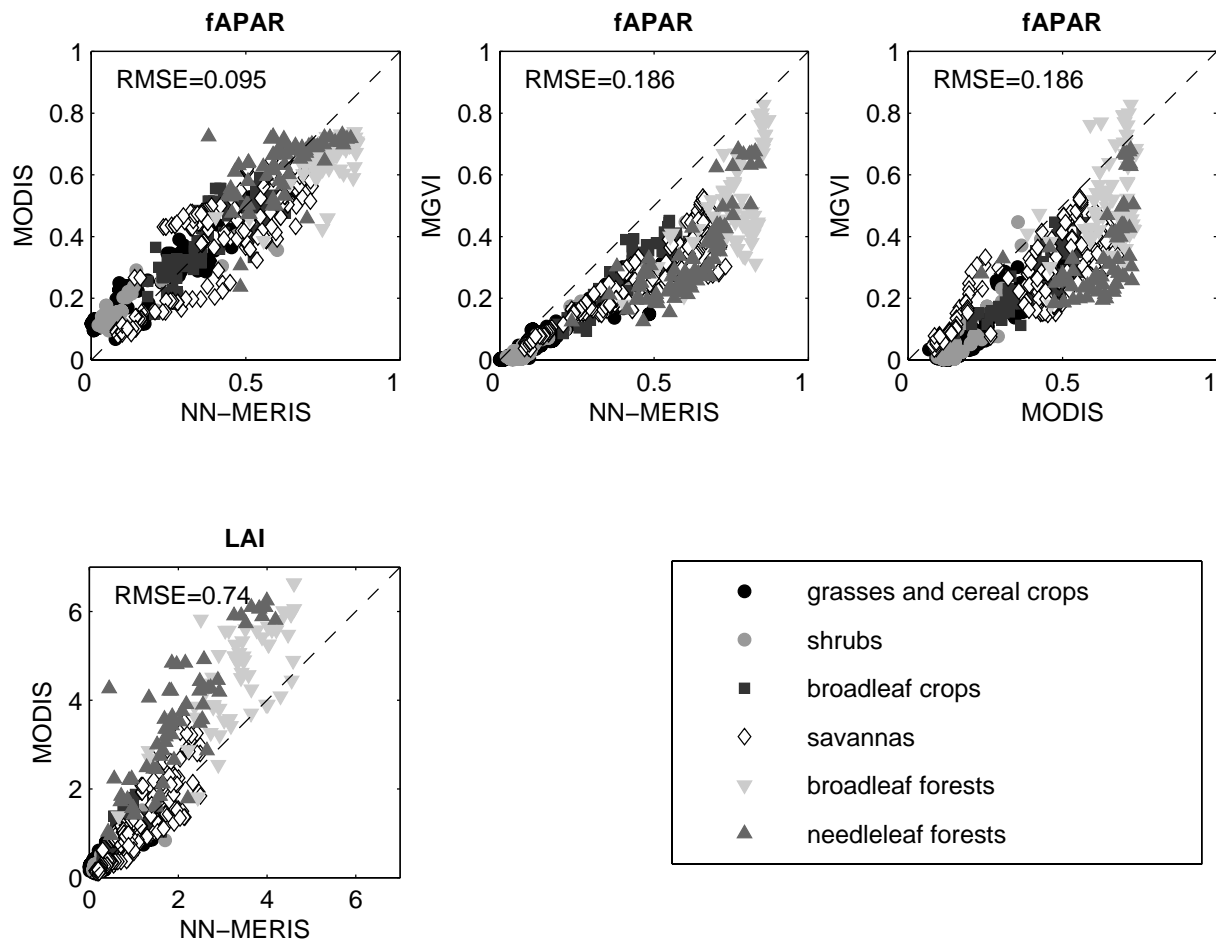 fAPAR
RMSE=0.095
1
0.8
0.6
0.4
0.2
0
0
0.5
1
MODIS
NN−MERIS
fAPAR
RMSE=0.186
1
0.8
0.6
0.4
0.2
0
0
0.5
1
MGVI
NN−MERIS
fAPAR
RMSE=0.186
1
0.8
0.6
0.4
0.2
0
0
0.5
1
MGVI
MODIS
LAI
RMSE=0.74
6
4
2
0
0
2
4
6
MODIS
NN−MERIS
grasses and cereal crops
shrubs
broadleaf crops
savannas
broadleaf forests
needleleaf forests